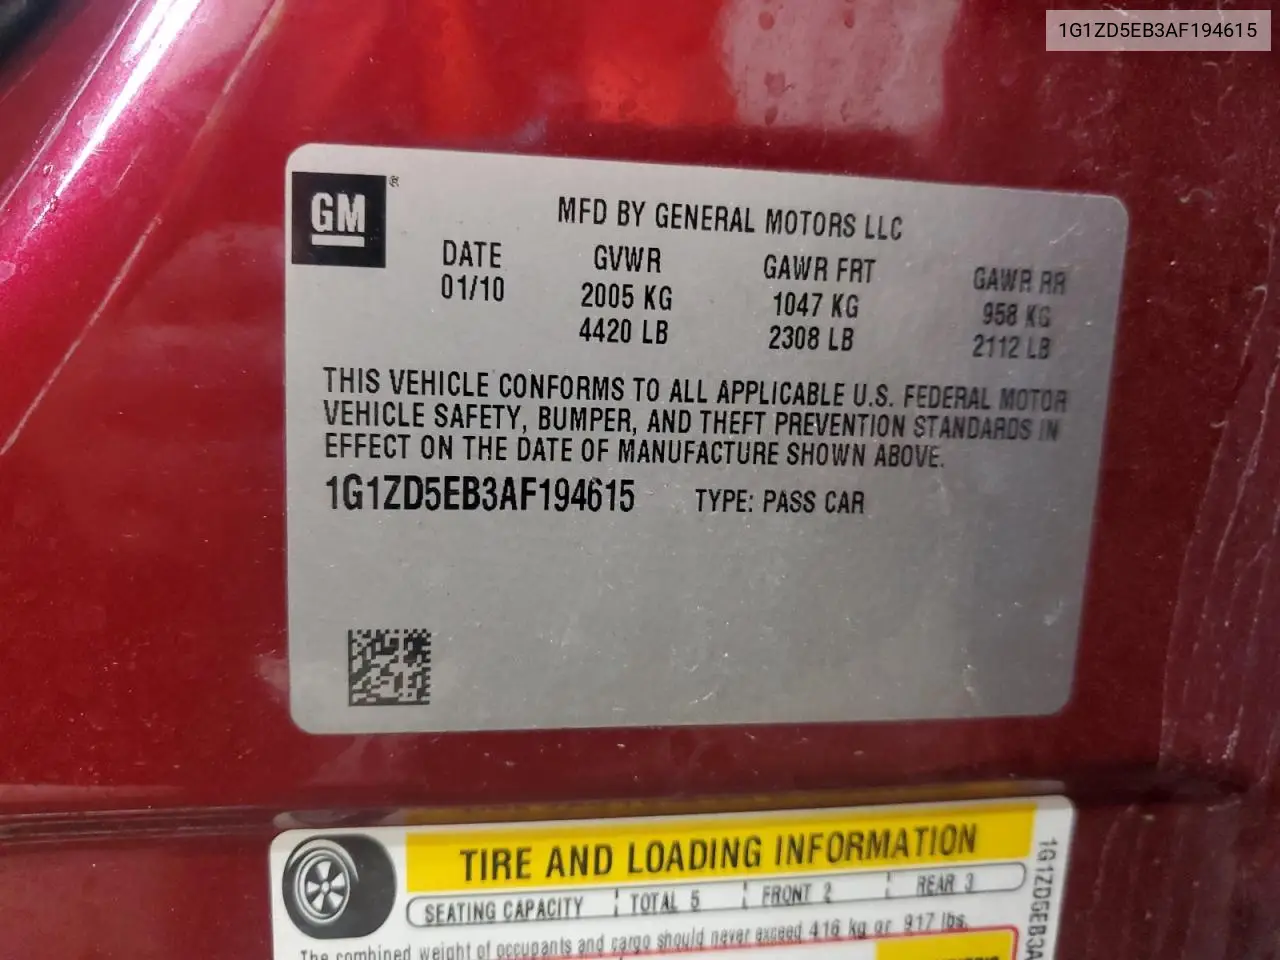 1G1ZD5EB3AF194615
GM®
MFD BY GENERAL MOTORS LLC
DATE GVWR GAWR FRT GAWR RR
01/10 2005 KG 1047 KG 958 KG
4420 LB 2308 LB 2112 LB
THIS VEHICLE CONFORMS TO ALL APPLICABLE U.S. FEDERAL MOTOR
VEHICLE SAFETY, BUMPER, AND THEFT PREVENTION STANDARDS IN
EFFECT ON THE DATE OF MANUFACTURE SHOWN ABOVE.
1G1ZD5EB3AF194615 TYPE: PASS CAR
TIRE AND LOADING INFORMATION
SEATING CAPACITY TOTAL 5 FRONT 2 REAR 3
The combined weight of occupants and cargo should never exceed 416 kg or 917 lbs.
1G1ZD5EB3A